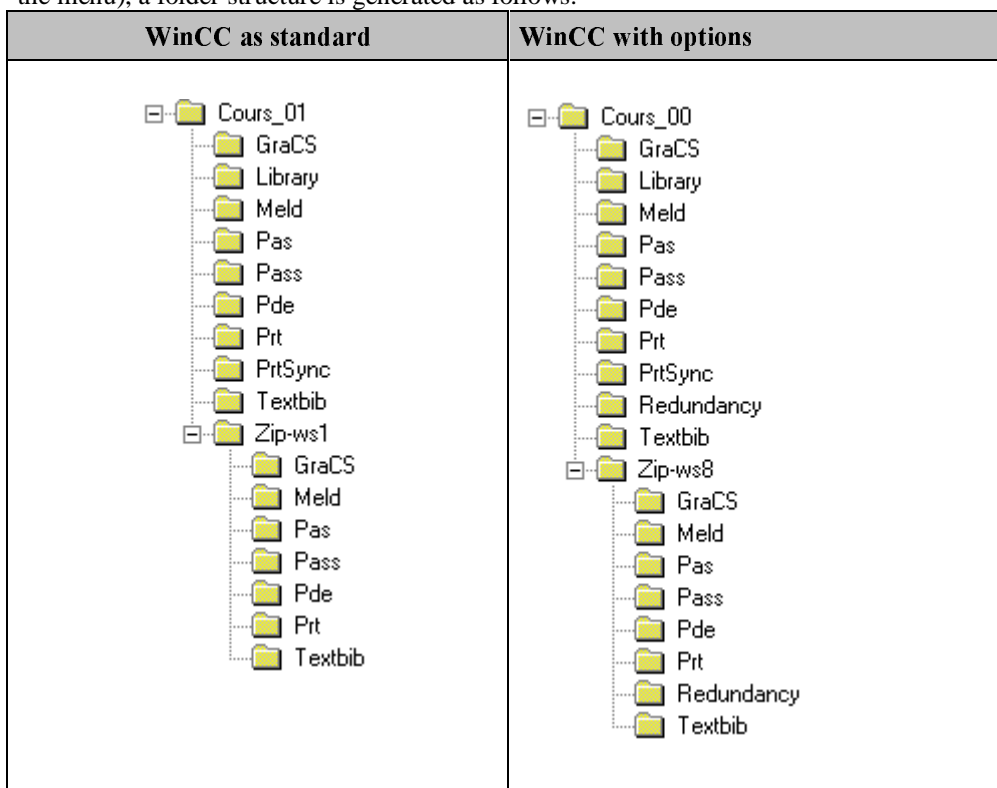 the menu), a folder structure is generated as follows:
WinCC as standard
WinCC with options
Cours_01
GraCS
Library
Meld
Pas
Pass
Pde
Prt
PrtSync
Textbib
Zip-ws1
GraCS
Meld
Pas
Pass
Pde
Prt
Textbib
Cours_00
GraCS
Library
Meld
Pas
Pass
Pde
Prt
PrtSync
Redundancy
Textbib
Zip-ws8
GraCS
Meld
Pas
Pass
Pde
Prt
Redundancy
Textbib